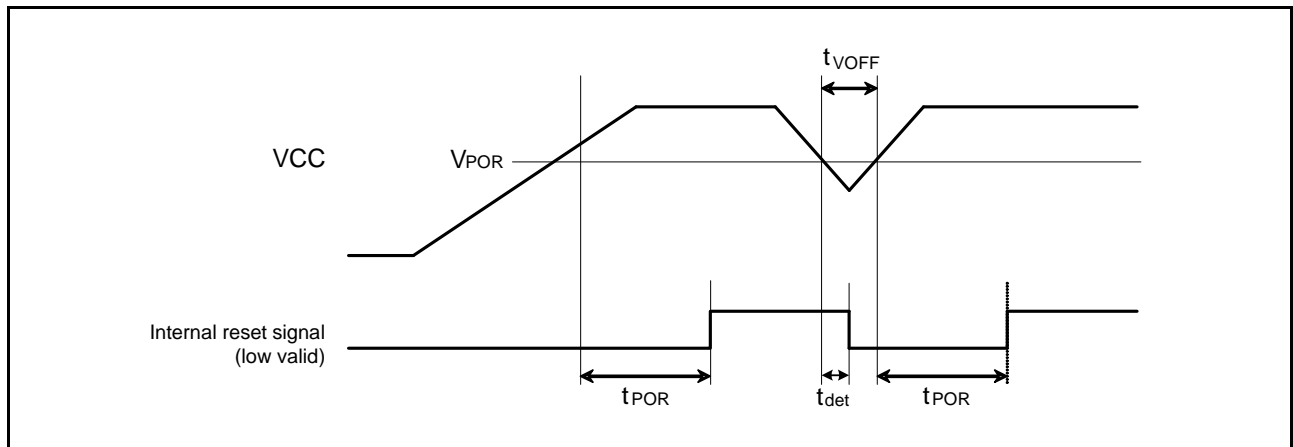 tVOFF
VCC
VPOR
Internal reset signal
(low valid)
tPOR
tdet
tPOR